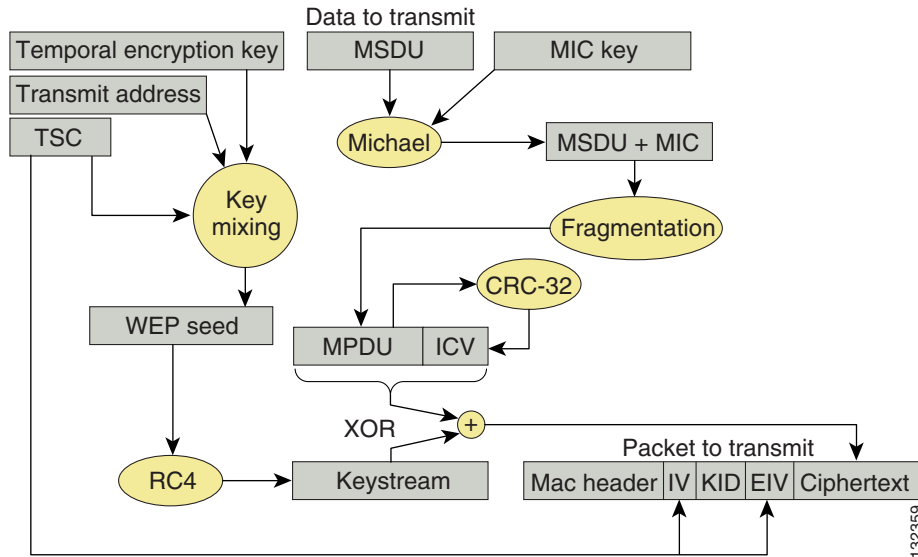 Data to transmit
Temporal encryption key
MSDU
MIC key
Transmit address
TSC
Michael
MSDU + MIC
Key
mixing
Fragmentation
CRC-32
WEP seed
MPDU
ICV
XOR
+
Packet to transmit
RC4
Keystream
Mac header
IV
KID
EIV
Ciphertext
132359